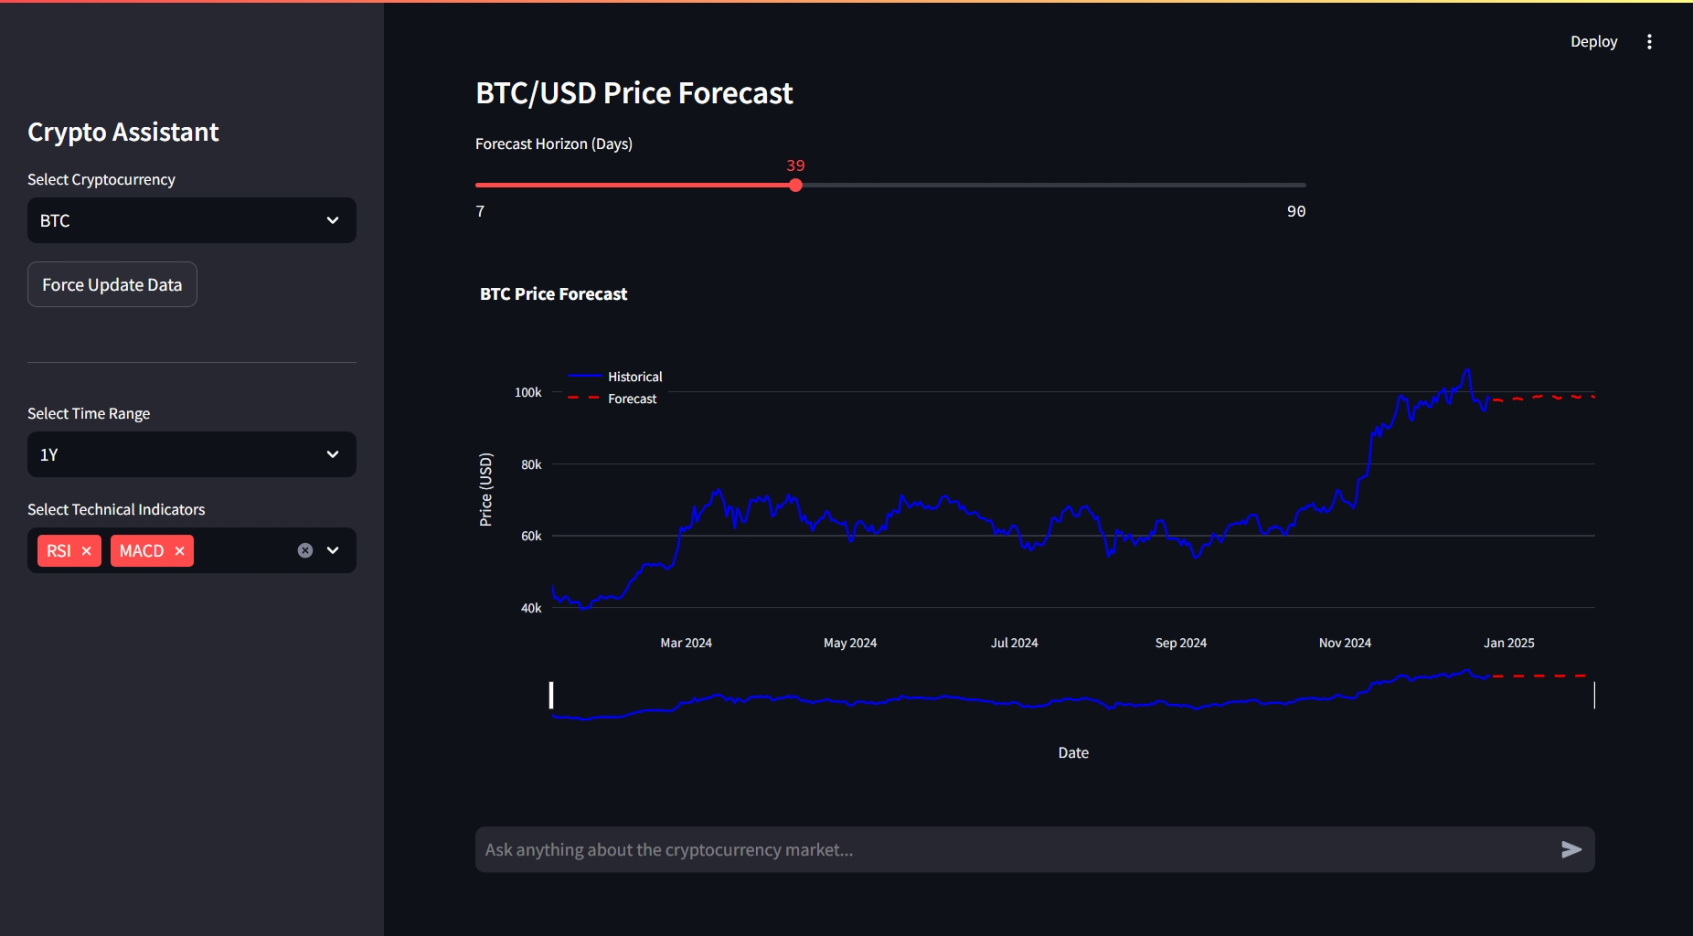 Deploy
Crypto Assistant
Select Cryptocurrency
BTC
Force Update Data
Select Time Range
1Y
Select Technical Indicators
RSI
MACD
BTC/USD Price Forecast
Forecast Horizon (Days)
39
7 90
BTC Price Forecast
Historical
Forecast
100k
80k
60k
40k
Price (USD)
Mar 2024 May 2024 Jul 2024 Sep 2024 Nov 2024 Jan 2025
Date
Ask anything about the cryptocurrency market...